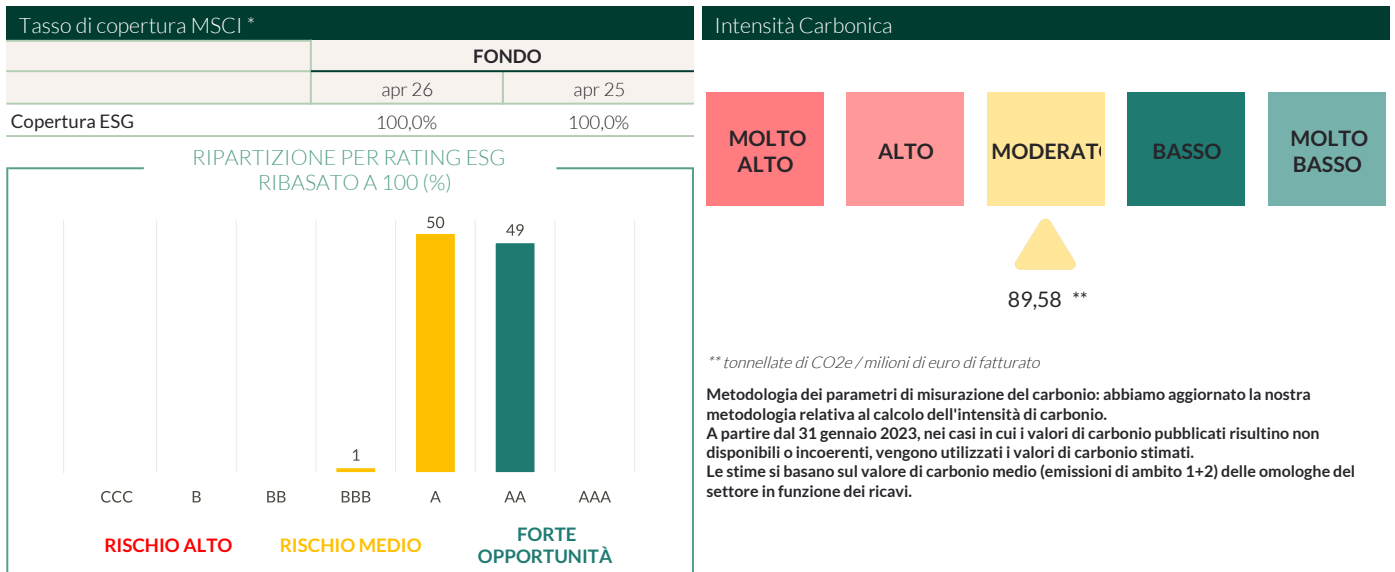 Tasso di copertura MSCI *
FONDO
apr 26 apr 25
Copertura ESG 100,0% 100,0%
RIPARTIZIONE PER RATING ESG
RIBASATO A 100 (%)
50
49
1
CCC B BB BBB A AA AAA
RISCHIO ALTO RISCHIO MEDIO FORTE
OPPORTUNITÀ
Intensità Carbonica
MOLTO
ALTO
ALTO
MODERAT
BASSO
MOLTO
BASSO
89,58 **
** tonnellate di CO2e / milioni di euro di fatturato
Metodologia dei parametri di misurazione del carbonio: abbiamo aggiornato la nostra
metodologia relativa al calcolo dell'intensità di carbonio.
A partire dal 31 gennaio 2023, nei casi in cui i valori di carbonio pubblicati risultino non
disponibili o incoerenti, vengono utilizzati i valori di carbonio stimati.
Le stime si basano sul valore di carbonio medio (emissioni di ambito 1+2) delle omologhe del
settore in funzione dei ricavi.